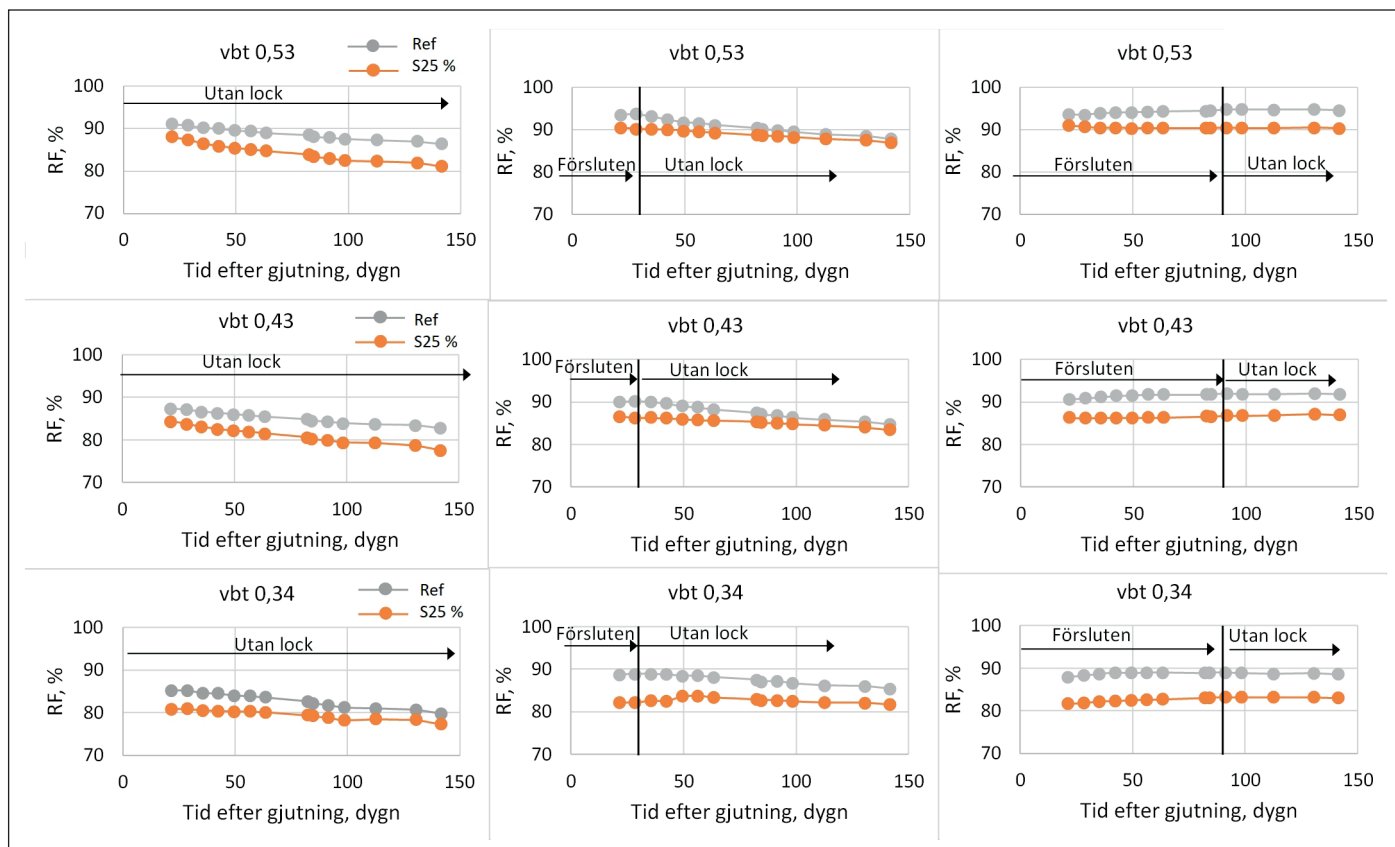 vbt 0,53
Ref
S25 %
Utan lock
100
90
80
70
RF, %
0
50
100
150
Tid efter gjutning, dygn
vbt 0,53
100
90
80
70
RF, %
Försluten
Utan lock
0
50
100
150
Tid efter gjutning, dygn
vbt 0,53
100
90
80
70
RF, %
Försluten
Utan lock
0
50
100
150
Tid efter gjutning, dygn
vbt 0,43
Ref
S25 %
Utan lock
100
90
80
70
RF, %
0
50
100
150
Tid efter gjutning, dygn
vbt 0,43
Försluten
Utan lock
100
90
80
70
RF, %
0
50
100
150
Tid efter gjutning, dygn
vbt 0,43
Försluten
Utan lock
100
90
80
70
RF, %
0
50
100
150
Tid efter gjutning, dygn
vbt 0,34
Ref
S25 %
Utan lock
100
90
80
70
RF, %
0
50
100
150
Tid efter gjutning, dygn
vbt 0,34
Försluten
Utan lock
100
90
80
70
RF, %
0
50
100
150
Tid efter gjutning, dygn
vbt 0,34
Försluten
Utan lock
100
90
80
70
RF, %
0
50
100
150
Tid efter gjutning, dygn